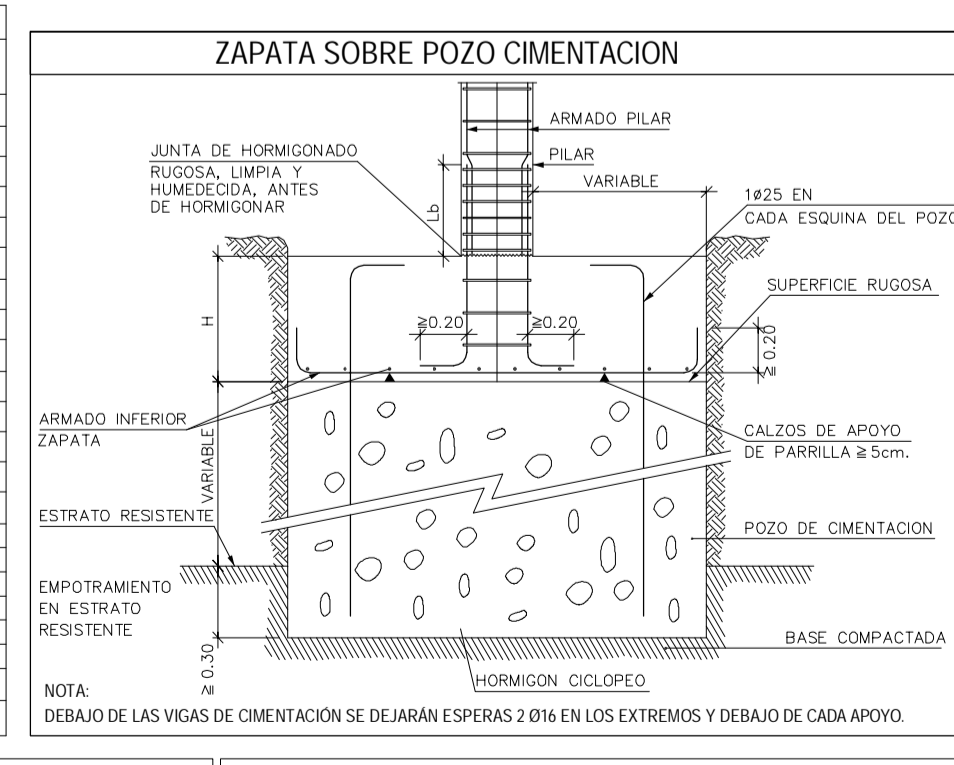 ZAPATA SOBRE POZO CIMENTACION
ARMADO PILAR
JUNTA DE HORMIGONADO
RUGOSA, LIMPIA Y
HUMEDECIDA, ANTES
DE HORMIGONAR
PILAR
VARIABLE
Lb
1ø25 EN
CADA ESQUINA DEL POZO
SUPERFICIE RUGOSA
H
≧0.20
≧0.20
≧0.20
ARMADO INFERIOR
ZAPATA
CALZOS DE APOYO
DE PARRILLA ≧ 5cm.
VARIABLE
ESTRATO RESISTENTE
POZO DE CIMENTACION
EMPOTRAMIENTO
EN ESTRATO
RESISTENTE
≧ 0.30
BASE COMPACTADA
HORMIGON CICLOPEO
NOTA:
DEBAJO DE LAS VIGAS DE CIMENTACIÓN SE DEJARÁN ESPERAS 2 Ø16 EN LOS EXTREMOS Y DEBAJO DE CADA APOYO.